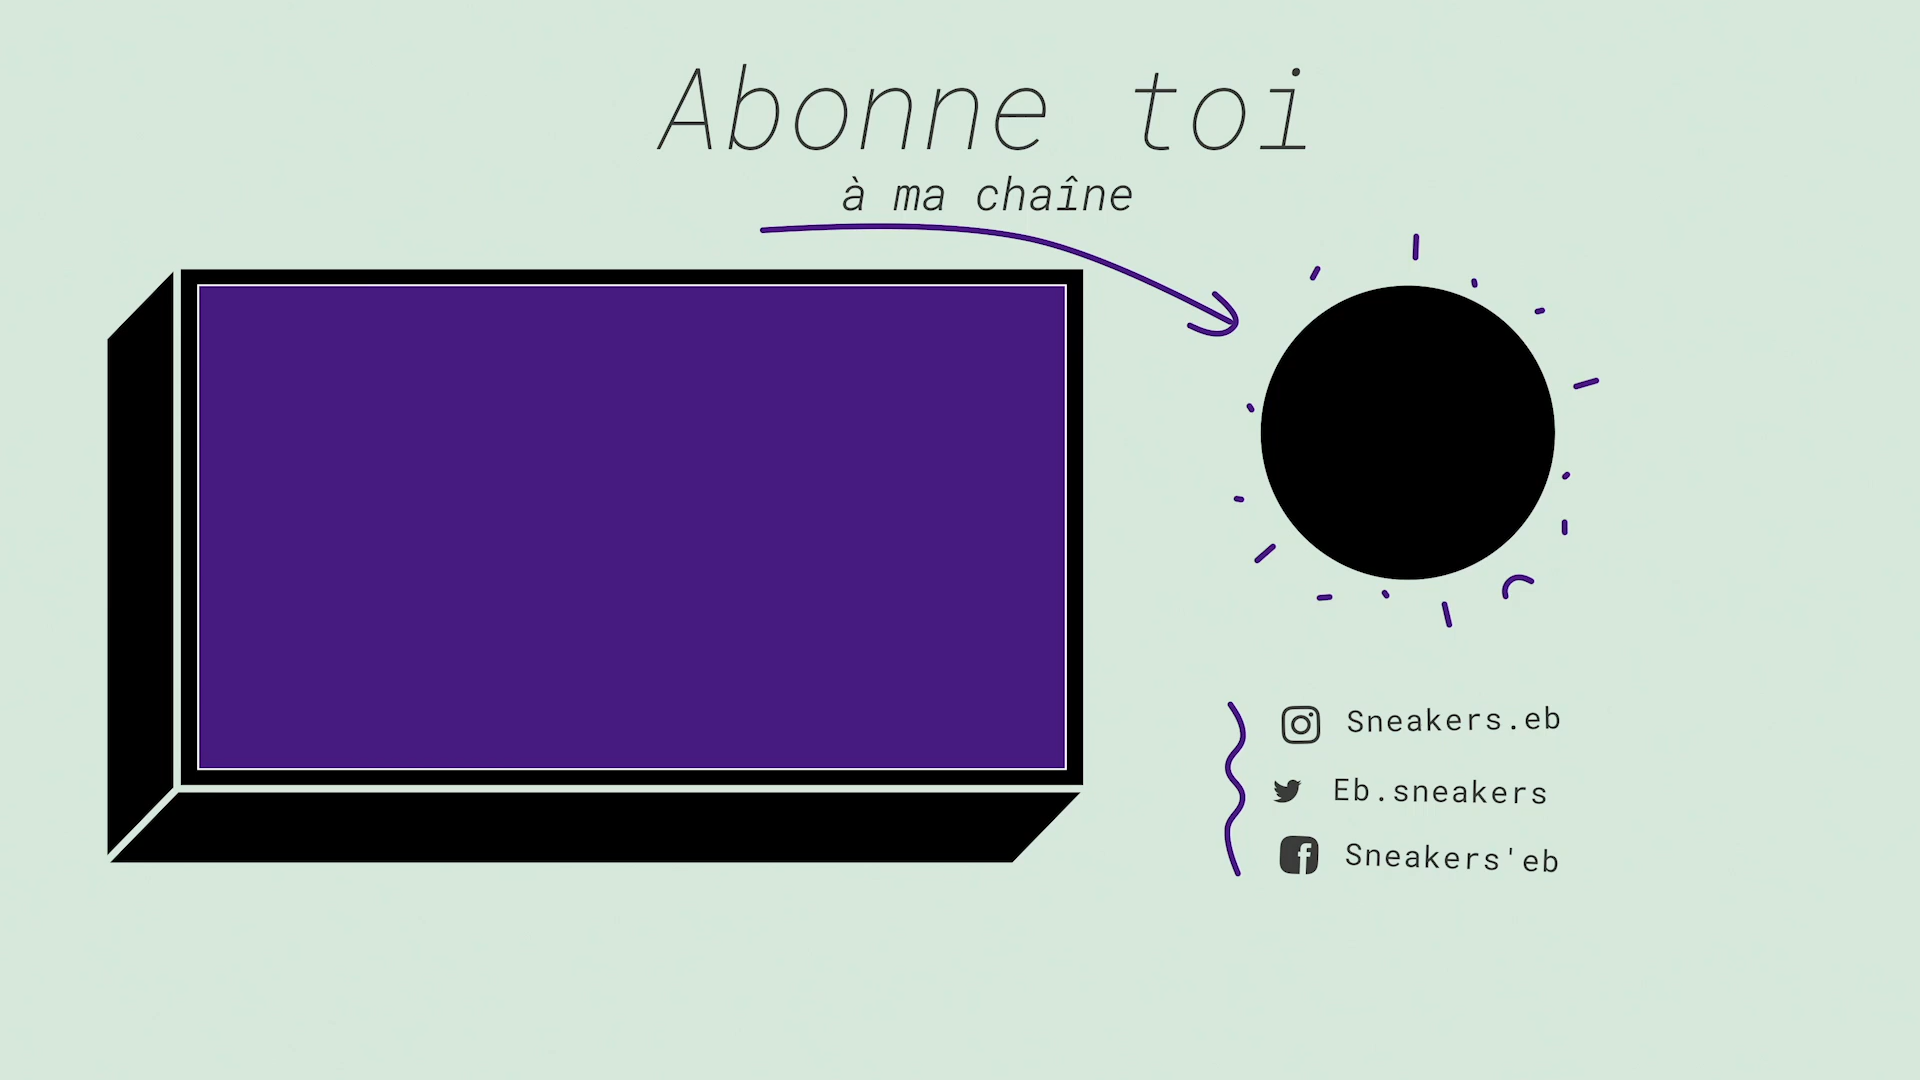 Abonne toi
à ma chaîne
Sneakers.eb
Eb.sneakers
Sneakers'eb